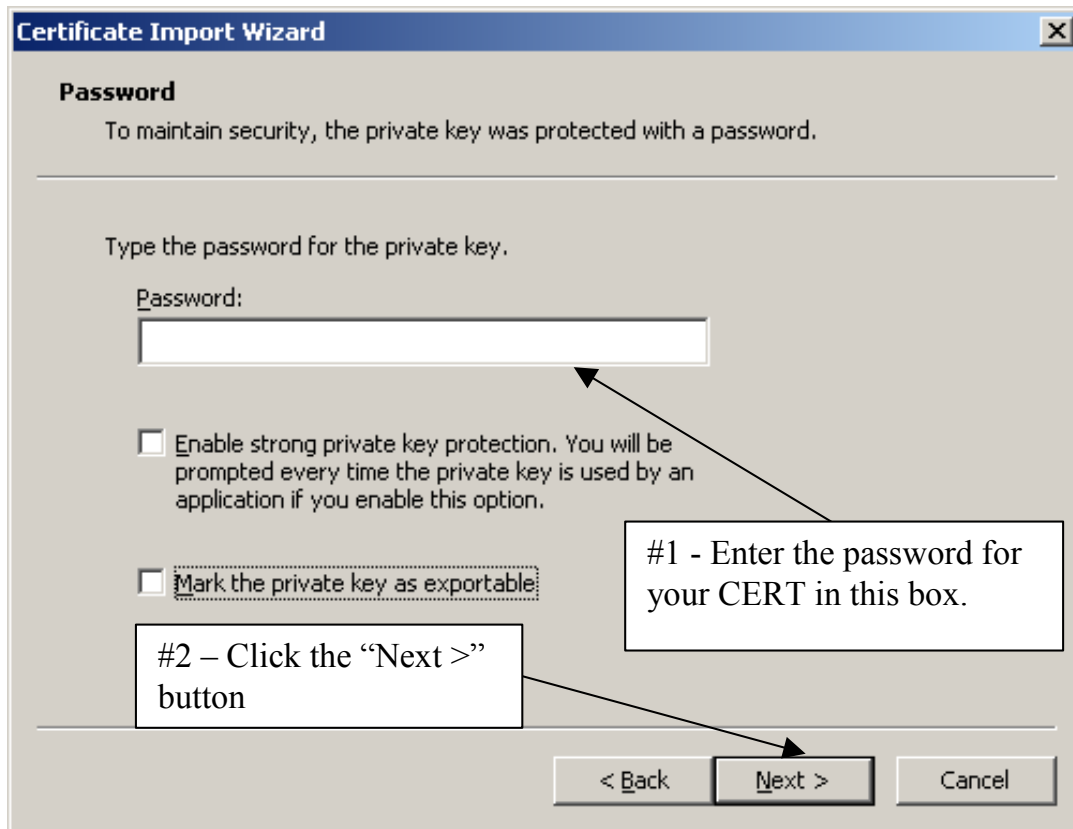 Certificate Import Wizard
Password
To maintain security, the private key was protected with a password.
Type the password for the private key.
Password:
Enable strong private key protection. You will be
prompted every time the private key is used by an
application if you enable this option.
#1 - Enter the password for
your CERT in this box.
Mark the private key as exportable
#2 – Click the “Next >”
button
< Back
Next >
Cancel